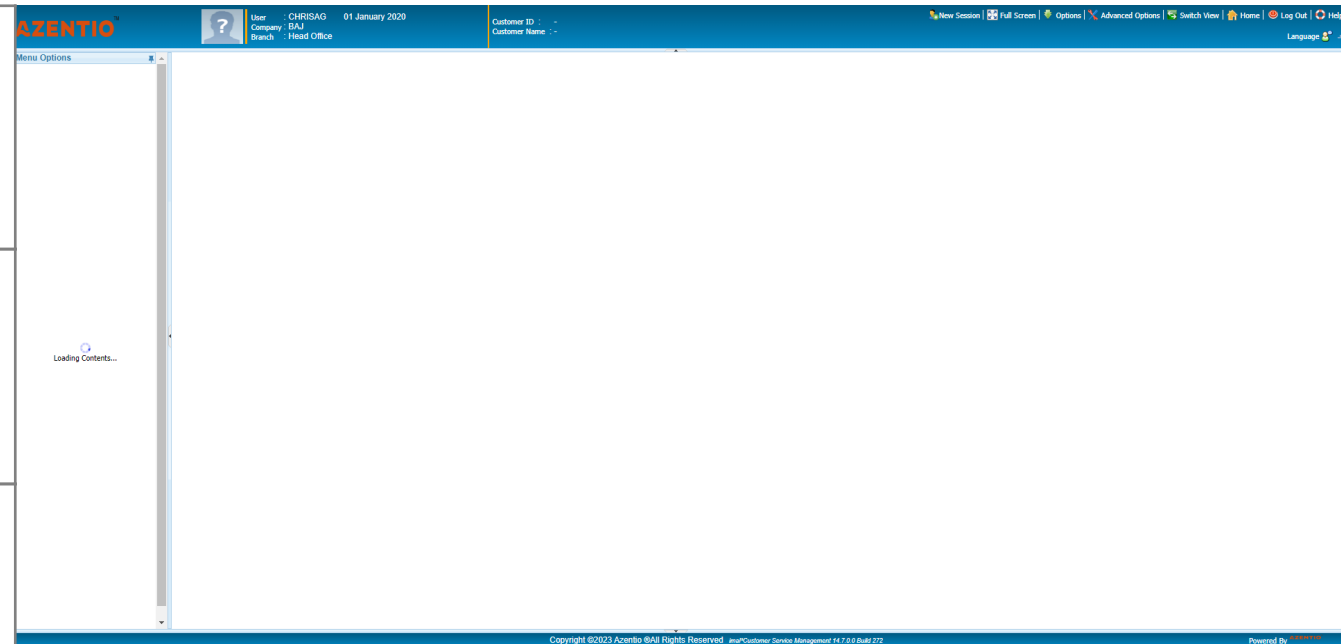 AZENTIO™
User : CHRISAG 01 January 2020
Company : BAJ
Branch : Head Office
Customer ID : -
Customer Name : -
New Session | Full Screen | Options | Advanced Options | Switch View | Home | Log Out | Help
Language
Menu Options
Loading Contents...
Copyright ©2023 Azentio ®All Rights Reserved imal*Customer Service Management 14.7.0.0 Build 272
Powered By AZENTIO